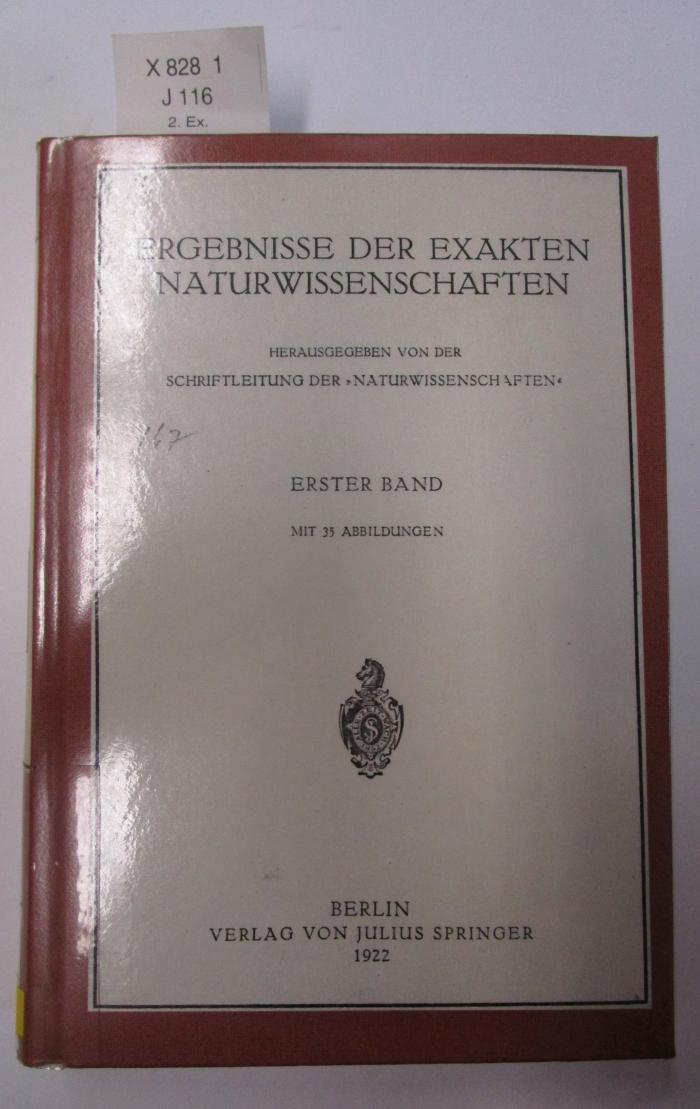 X 828 1
J 116
2. Ex.
ERGEBNISSE DER EXAKTEN
NATURWISSENSCHAFTEN
HERAUSGEGEBEN VON DER
SCHRIFTLEITUNG DER »NATURWISSENSCHAFTEN«
167
ERSTER BAND
MIT 35 ABBILDUNGEN
BERLIN
VERLAG VON JULIUS SPRINGER
1922